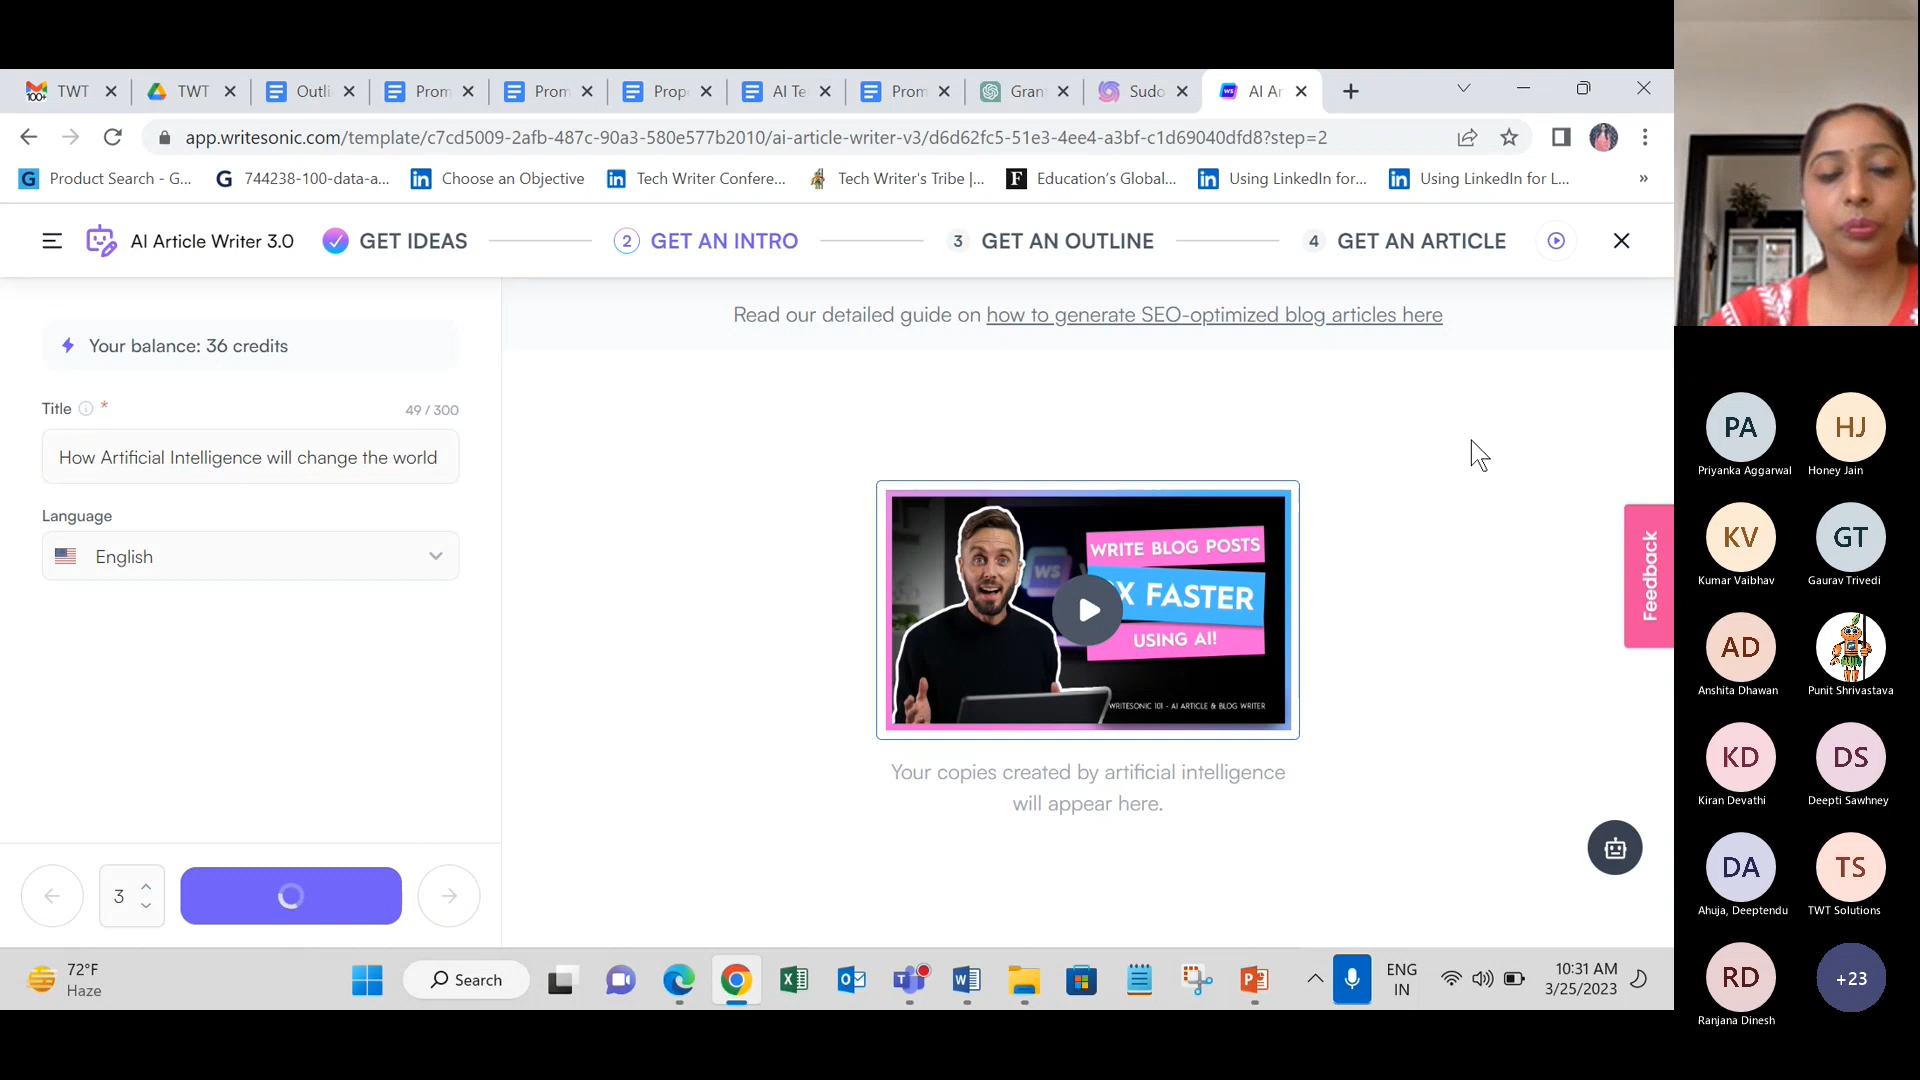 TWT
TWT
Outli
Prom
Prom
Prop
AI Te
Prom
Gran
Sudo
AI Ar
app.writesonic.com/template/c7cd5009-2afb-487c-90a3-580e577b2010/ai-article-writer-v3/d6d62fc5-51e3-4ee4-a3bf-c1d69040dfd8?step=2
Product Search - G...
744238-100-data-a...
Choose an Objective
Tech Writer Confere...
Tech Writer's Tribe |...
Education's Global...
Using LinkedIn for...
Using LinkedIn for L...
»
AI Article Writer 3.0
GET IDEAS
2 GET AN INTRO
3 GET AN OUTLINE
4 GET AN ARTICLE
Read our detailed guide on how to generate SEO-optimized blog articles here
Your balance: 36 credits
Title * 49 / 300
How Artificial Intelligence will change the world
Language
English
3
WS
WRITE BLOG POSTS
X FASTER
USING AI!
WRITESONIC 101 - AI ARTICLE & BLOG WRITER
Your copies created by artificial intelligence
will appear here.
Feedback
72°F
Haze
Search
ENG
IN
10:31 AM
3/25/2023
PA
Priyanka Aggarwal
HJ
Honey Jain
KV
Kumar Vaibhav
GT
Gaurav Trivedi
AD
Anshita Dhawan
Punit Shrivastava
KD
Kiran Devathi
DS
Deepti Sawhney
DA
Ahuja, Deeptendu
TS
TWT Solutions
RD
Ranjana Dinesh
+23